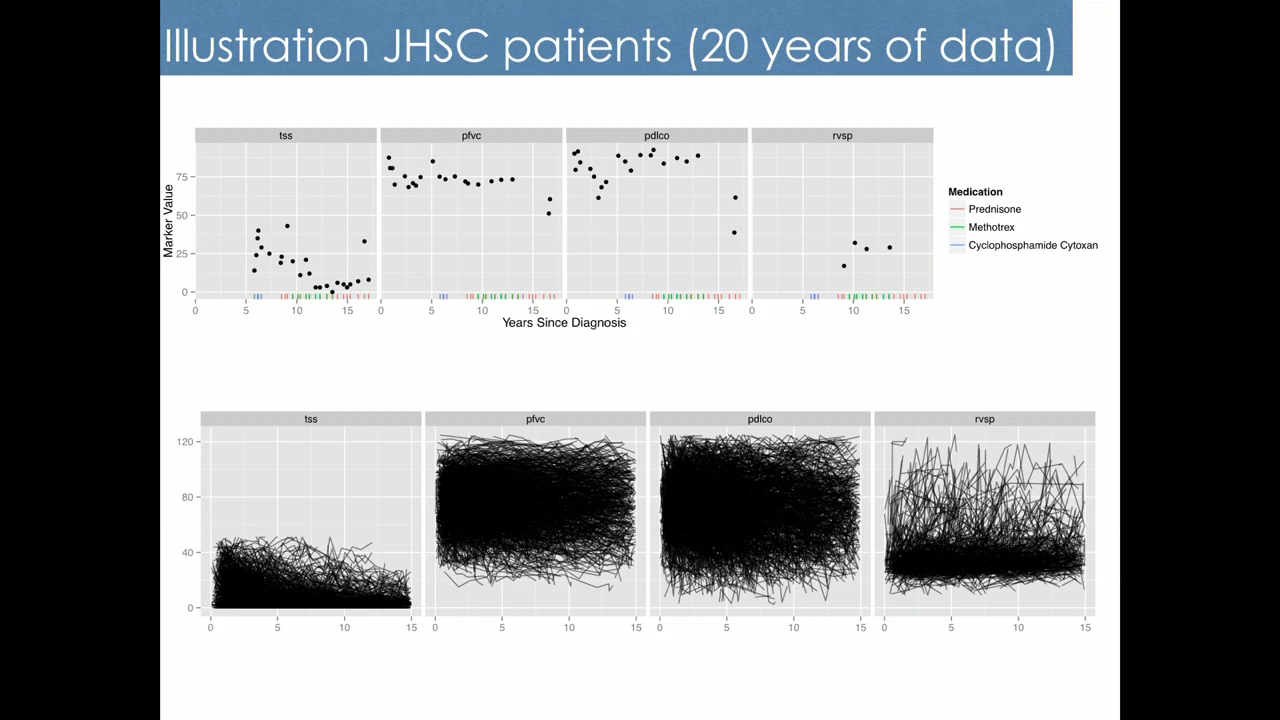 Illustration JHSC patients (20 years of data)
tss pfvc pdlco rvsp
Marker Value
75
50
25
0
0 5 10 15 0 5 10 15 0 5 10 15 0 5 10 15
Years Since Diagnosis
Medication
Prednisone
Methotrex
Cyclophosphamide Cytoxan
tss pfvc pdlco rvsp
120
80
40
0
0 5 10 15 0 5 10 15 0 5 10 15 0 5 10 15